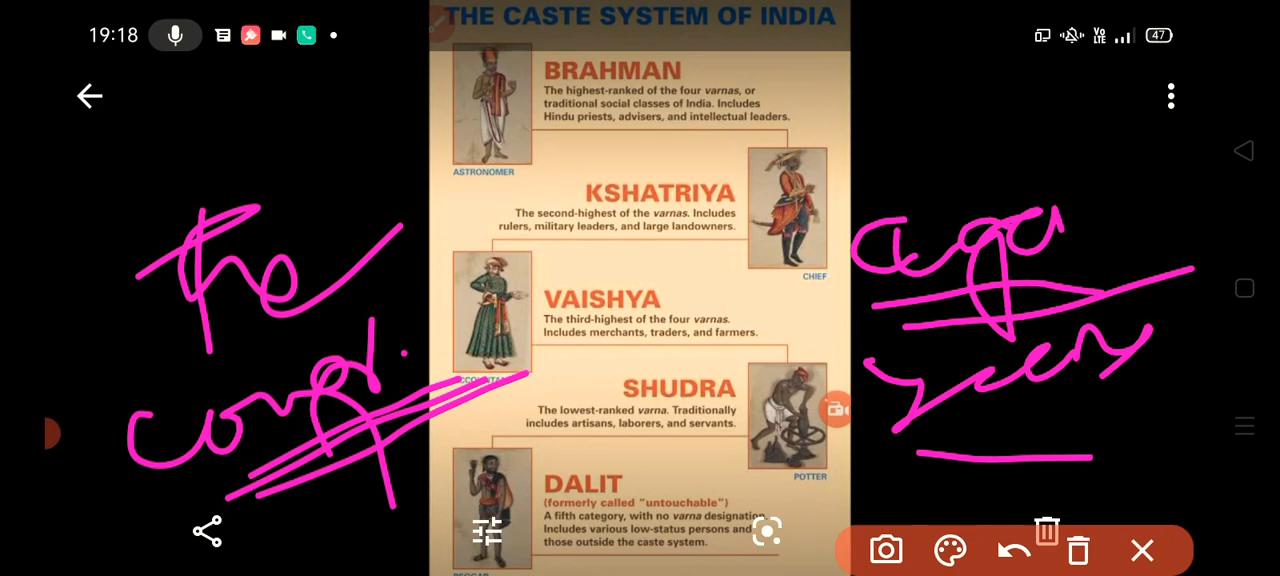 19:18
VO LTE
47
THE CASTE SYSTEM OF INDIA
BRAHMAN
The highest-ranked of the four varnas, or
traditional social classes of India. Includes
Hindu priests, advisers, and intellectual leaders.
ASTRONOMER
KSHATRIYA
The second-highest of the varnas. Includes
rulers, military leaders, and large landowners.
CHIEF
VAISHYA
The third-highest of the four varnas.
Includes merchants, traders, and farmers.
SHUDRA
The lowest-ranked varna. Traditionally
includes artisans, laborers, and servants.
POTTER
DALIT
(formerly called "untouchable")
A fifth category, with no varna designation.
Includes various low-status persons and
those outside the caste system.
BEGGAR
The